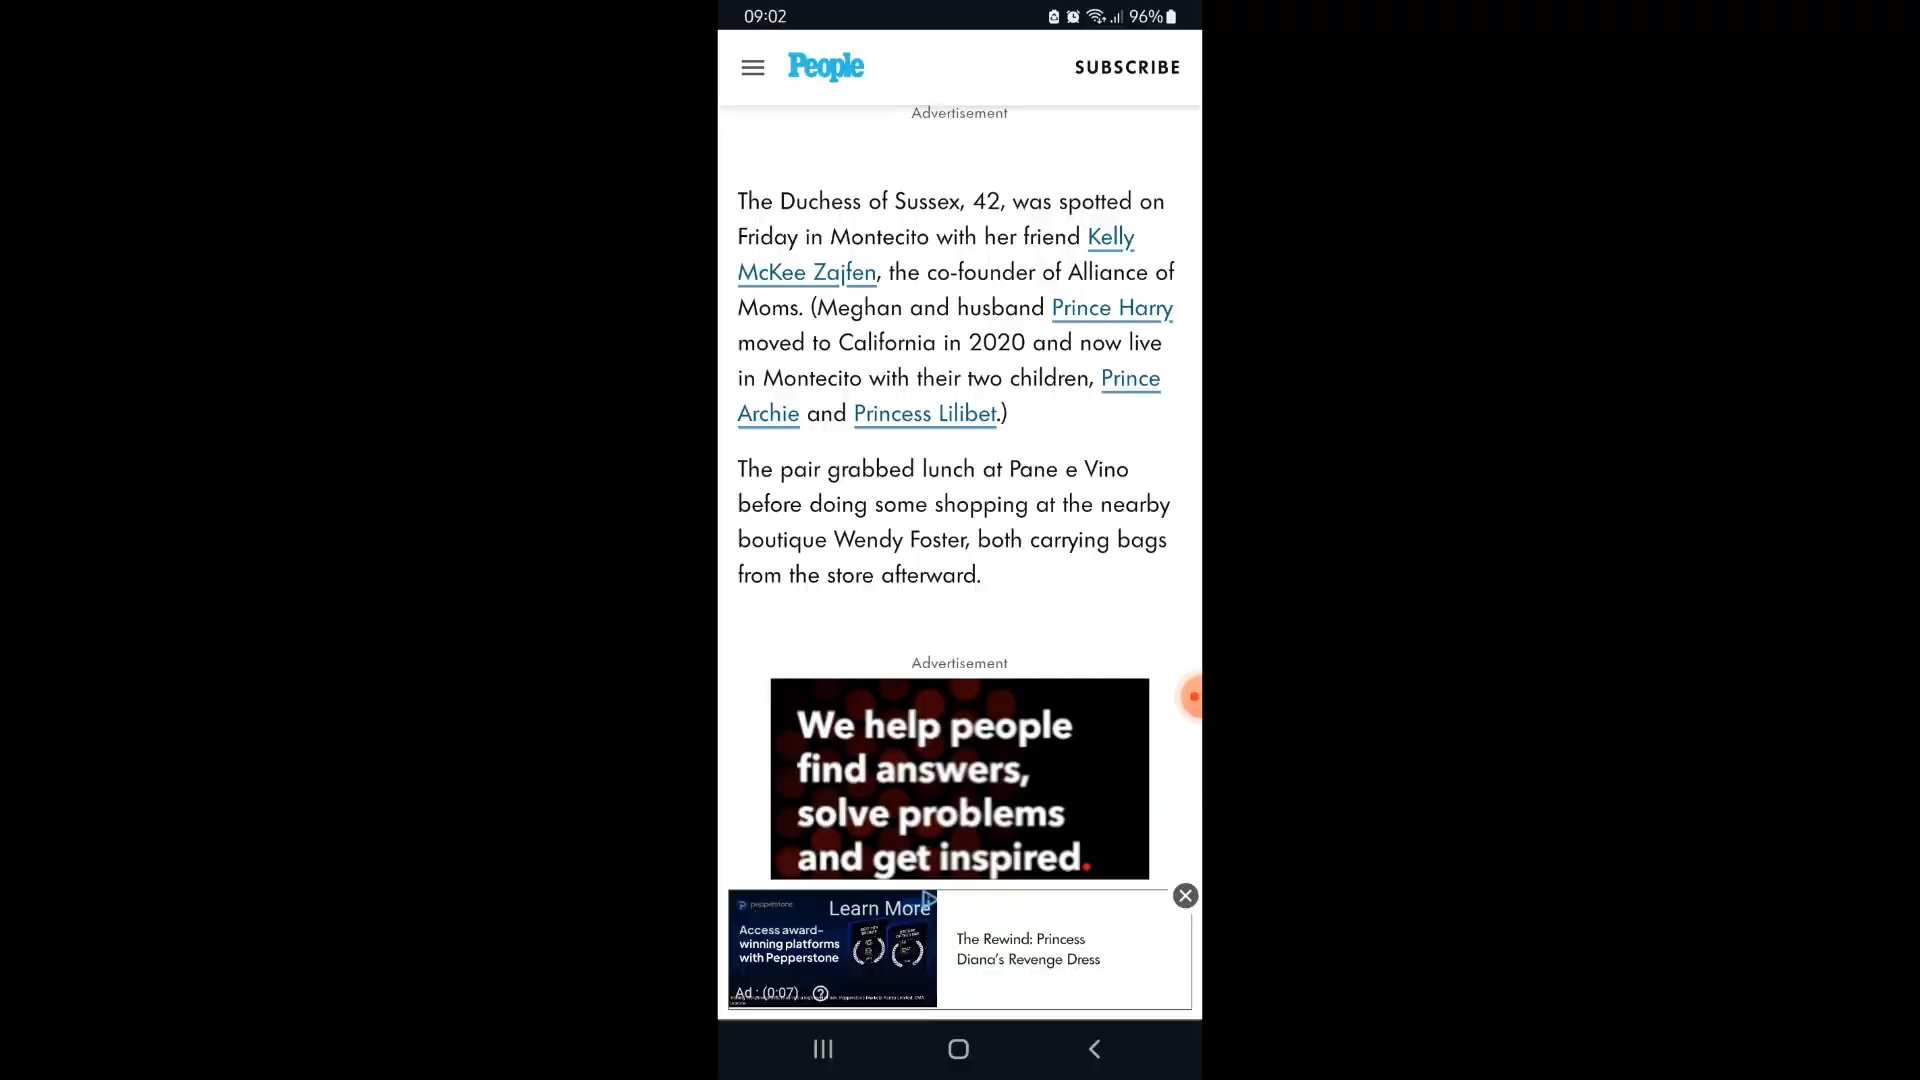 09:02
96%
People
SUBSCRIBE
Advertisement
The Duchess of Sussex, 42, was spotted on
Friday in Montecito with her friend Kelly
McKee Zajfen, the co-founder of Alliance of
Moms. (Meghan and husband Prince Harry
moved to California in 2020 and now live
in Montecito with their two children, Prince
Archie and Princess Lilibet.)
The pair grabbed lunch at Pane e Vino
before doing some shopping at the nearby
boutique Wendy Foster, both carrying bags
from the store afterward.
Advertisement
We help people
find answers,
solve problems
and get inspired.
pepperstone
Learn More
Access award-
winning platforms
with Pepperstone
Ad : (0:07)
The Rewind: Princess
Diana's Revenge Dress